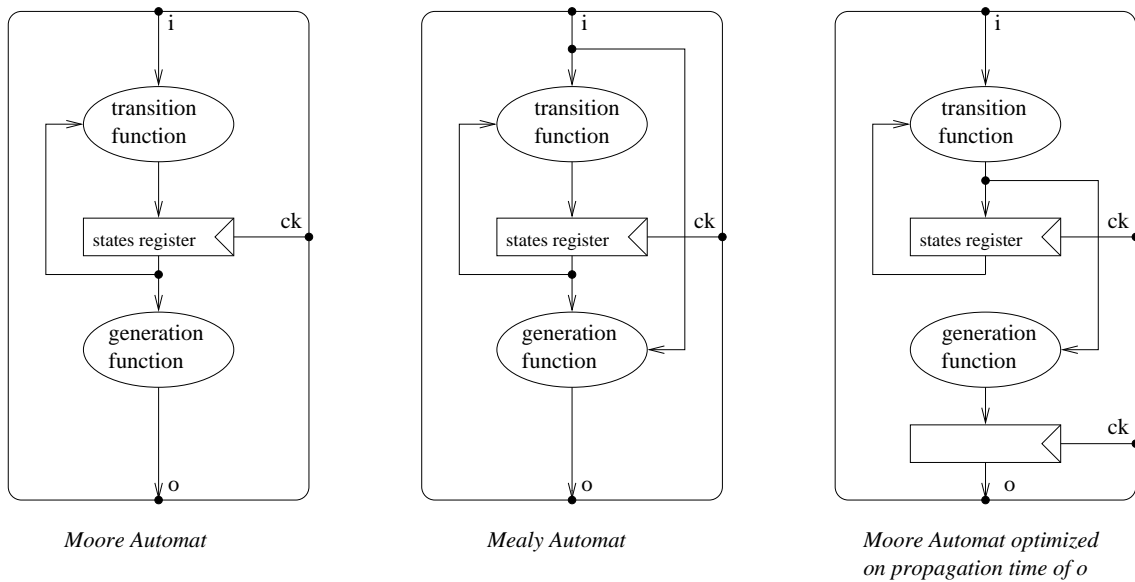 i
transition
function
ck
states register
generation
function
o
Moore Automat
i
transition
function
ck
states register
generation
function
o
Mealy Automat
i
transition
function
ck
states register
generation
function
ck
o
Moore Automat optimized
on propagation time of o